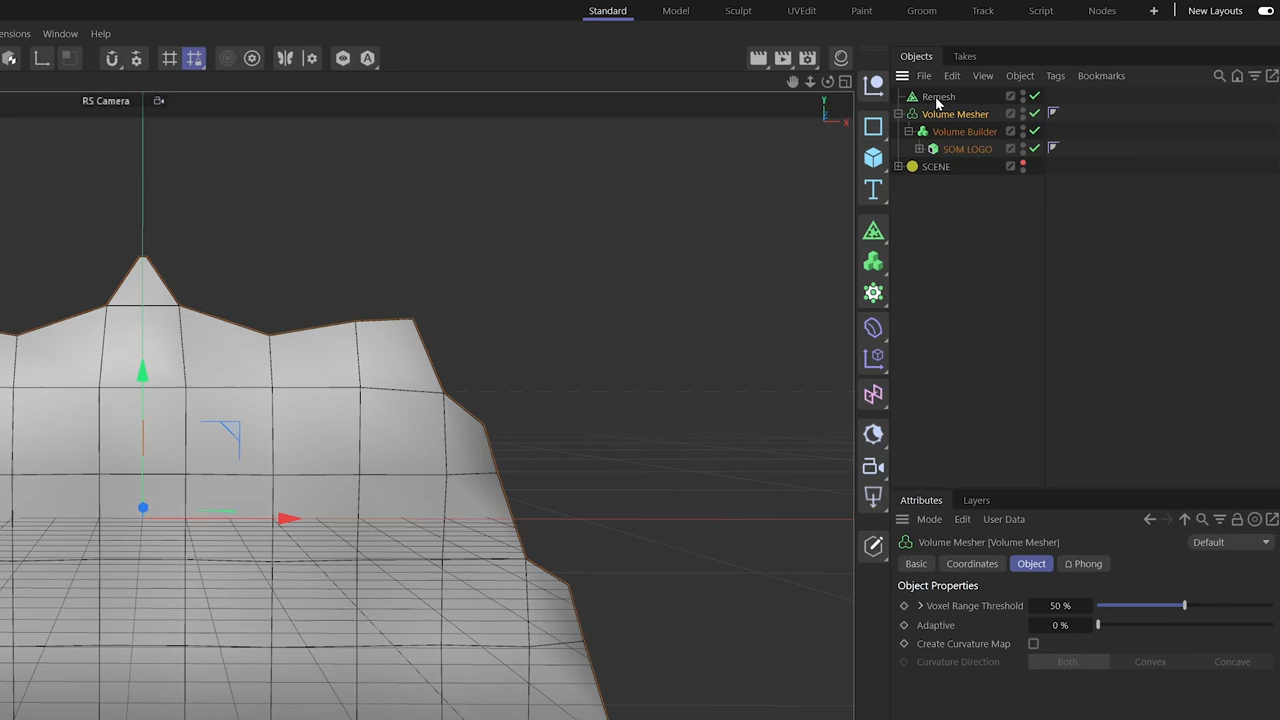 Standard Model Sculpt UVEdit Paint Groom Track Script Nodes + New Layouts
ensions Window Help
Objects Takes
File Edit View Object Tags Bookmarks
RS Camera
Y
X
Remesh
Volume Mesher
Volume Builder
SOM LOGO
SCENE
Attributes Layers
Mode Edit User Data
Volume Mesher [Volume Mesher] Default
Basic Coordinates Object Phong
Object Properties
Voxel Range Threshold 50 %
Adaptive 0 %
Create Curvature Map
Curvature Direction Both Convex Concave